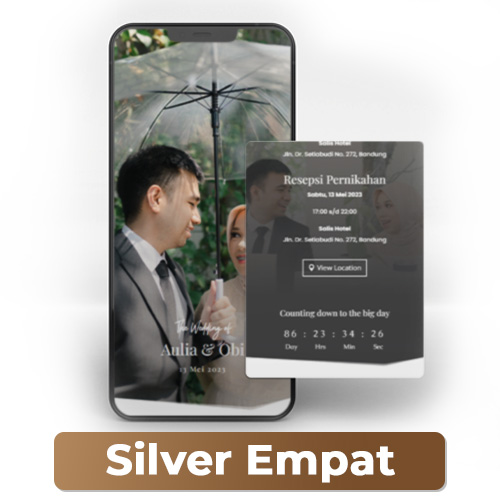 The Wedding of
Aulia & Obi
13 Mei 2023
Salis Hotel
Jln. Dr. Setiabudi No. 272, Bandung
Resepsi Pernikahan
Sabtu, 13 Mei 2023
17:00 s/d 22:00
Salis Hotel
Jln. Dr. Setiabudi No. 272, Bandung
View Location
Counting down to the big day
86 : 23 : 34 : 26
Day Hrs Min Sec
Silver Empat